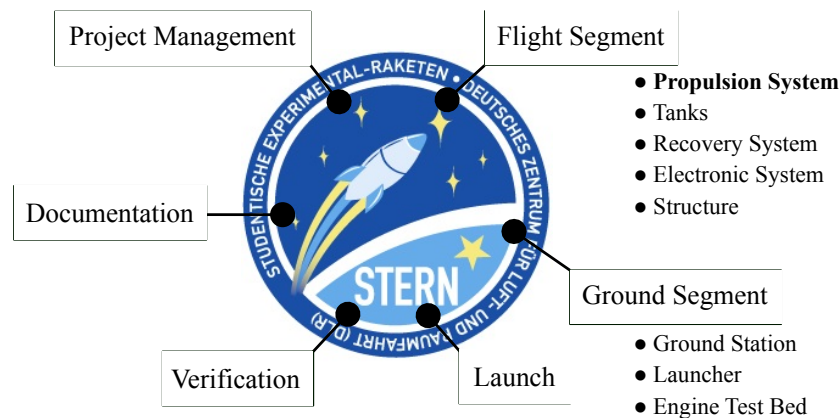 Project Management
Flight Segment
STUDENTISCHE EXPERIMENTAL-RAKETEN • DEUTSCHES ZENTRUM FÜR LUFT- UND RAUMFAHRT (DLR)
● Propulsion System
● Tanks
● Recovery System
● Electronic System
● Structure
Documentation
STERN
Ground Segment
● Ground Station
● Launcher
● Engine Test Bed
Verification
Launch